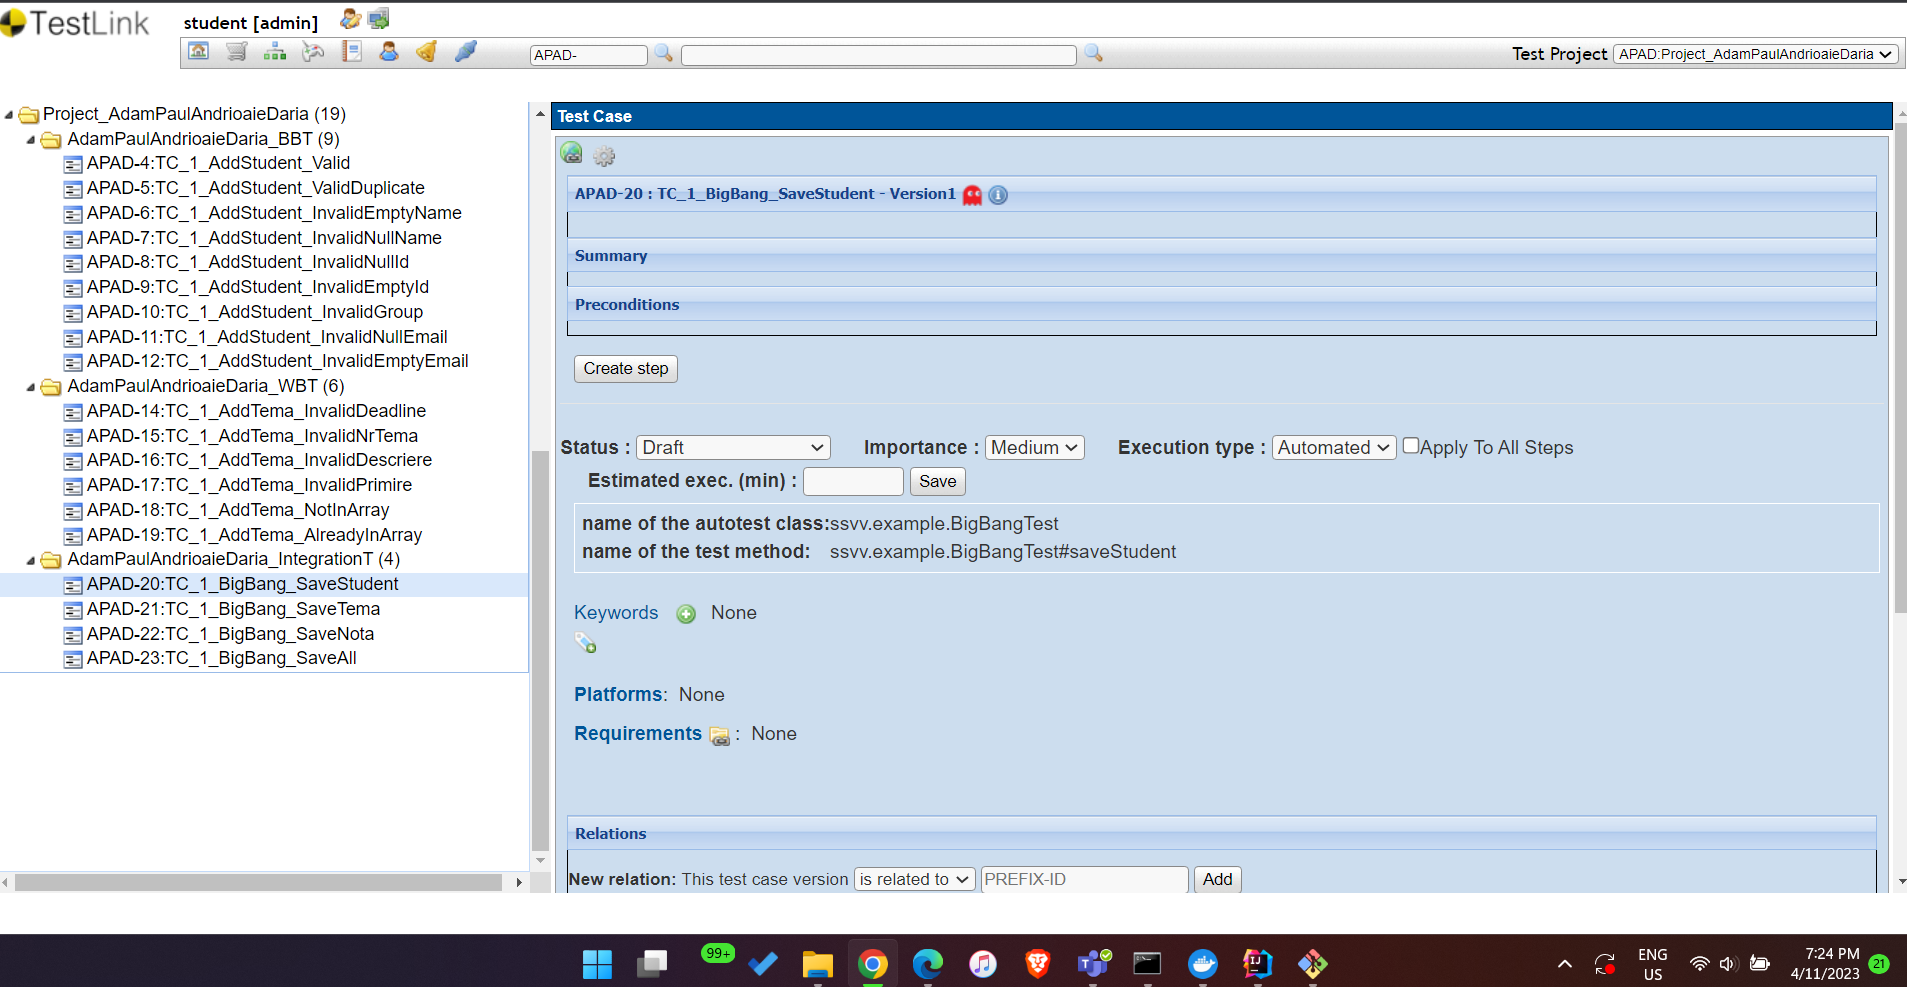 TestLink
student [admin]
APAD-
Test Project APAD:Project_AdamPaulAndrioaieDaria
Project_AdamPaulAndrioaieDaria (19)
AdamPaulAndrioaieDaria_BBT (9)
APAD-4:TC_1_AddStudent_Valid
APAD-5:TC_1_AddStudent_ValidDuplicate
APAD-6:TC_1_AddStudent_InvalidEmptyName
APAD-7:TC_1_AddStudent_InvalidNullName
APAD-8:TC_1_AddStudent_InvalidNullId
APAD-9:TC_1_AddStudent_InvalidEmptyId
APAD-10:TC_1_AddStudent_InvalidGroup
APAD-11:TC_1_AddStudent_InvalidNullEmail
APAD-12:TC_1_AddStudent_InvalidEmptyEmail
AdamPaulAndrioaieDaria_WBT (6)
APAD-14:TC_1_AddTema_InvalidDeadline
APAD-15:TC_1_AddTema_InvalidNrTema
APAD-16:TC_1_AddTema_InvalidDescriere
APAD-17:TC_1_AddTema_InvalidPrimire
APAD-18:TC_1_AddTema_NotInArray
APAD-19:TC_1_AddTema_AlreadyInArray
AdamPaulAndrioaieDaria_IntegrationT (4)
APAD-20:TC_1_BigBang_SaveStudent
APAD-21:TC_1_BigBang_SaveTema
APAD-22:TC_1_BigBang_SaveNota
APAD-23:TC_1_BigBang_SaveAll
Test Case
APAD-20 : TC_1_BigBang_SaveStudent - Version1
Summary
Preconditions
Create step
Status : Draft Importance : Medium Execution type : Automated Apply To All Steps
Estimated exec. (min) : Save
name of the autotest class:ssvv.example.BigBangTest
name of the test method: ssvv.example.BigBangTest#saveStudent
Keywords None
Platforms: None
Requirements : None
Relations
New relation: This test case version is related to PREFIX-ID Add
99+
ENG
US
7:24 PM
4/11/2023
21